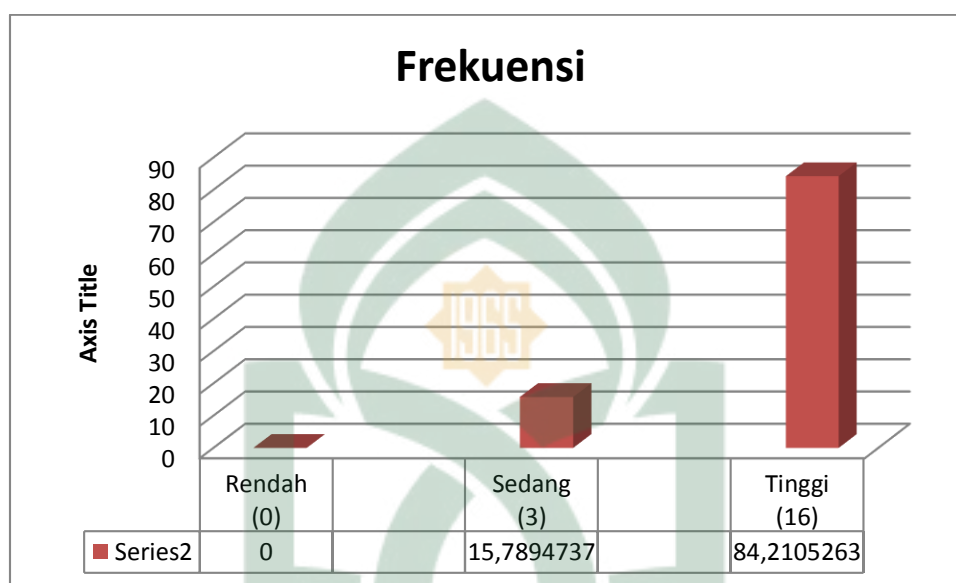 Frekuensi
90
80
70
60
50
40
30
20
10
0
Axis Title
1965
Rendah Sedang Tinggi
(0) (3) (16)
Series2 0 15,7894737 84,2105263